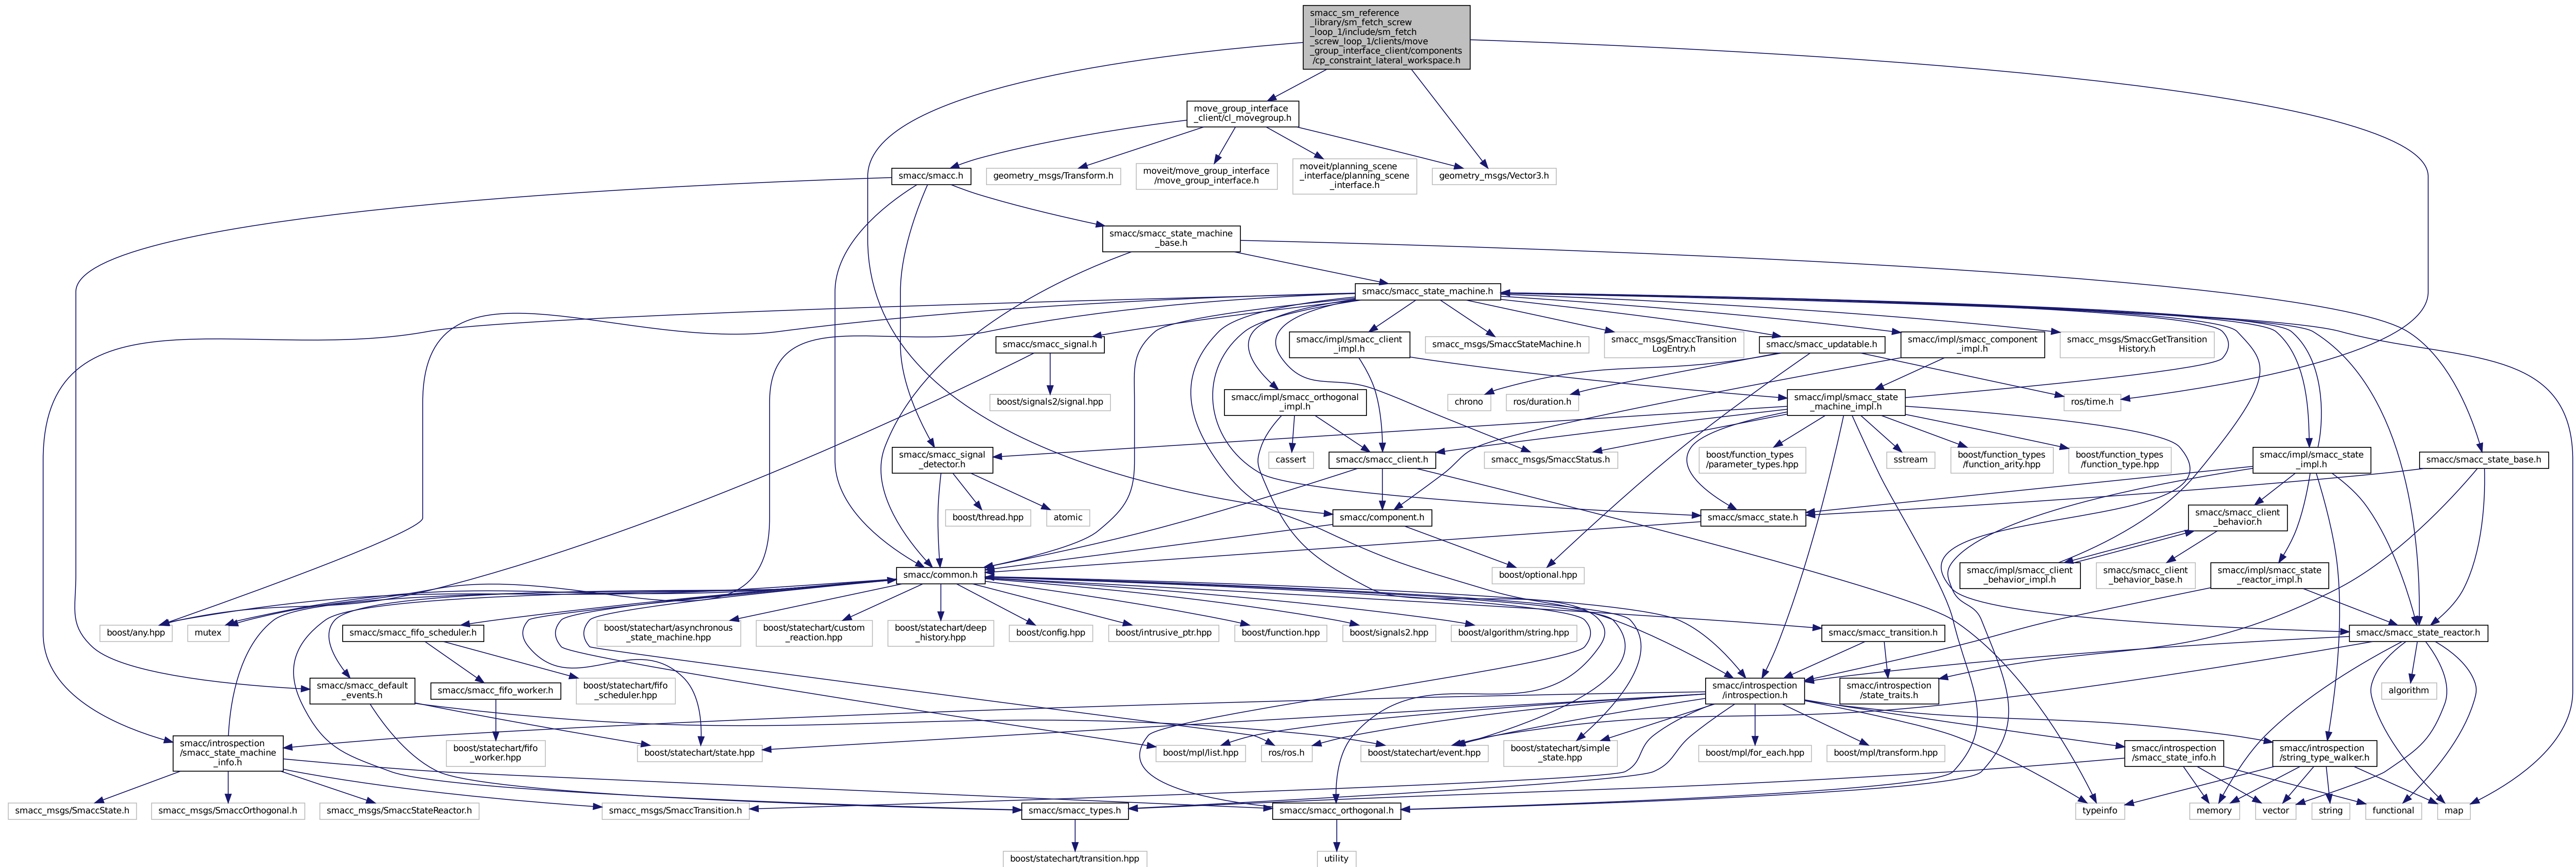 smacc_sm_reference
_library/sm_fetch_screw
_loop_1/include/sm_fetch
_screw_loop_1/clients/move
_group_interface_client/components
/cp_constraint_lateral_workspace.h
move_group_interface
_client/cl_movegroup.h
smacc/smacc.h
geometry_msgs/Transform.h
moveit/move_group_interface
/move_group_interface.h
moveit/planning_scene
_interface/planning_scene
_interface.h
geometry_msgs/Vector3.h
smacc/smacc_state_machine
_base.h
smacc/smacc_state_machine.h
smacc/smacc_signal.h
smacc/impl/smacc_client
_impl.h
smacc_msgs/SmaccStateMachine.h
smacc_msgs/SmaccTransition
LogEntry.h
smacc/smacc_updatable.h
smacc/impl/smacc_component
_impl.h
smacc_msgs/SmaccGetTransition
History.h
boost/signals2/signal.hpp
smacc/impl/smacc_orthogonal
_impl.h
chrono
ros/duration.h
smacc/impl/smacc_state
_machine_impl.h
ros/time.h
smacc/smacc_signal
_detector.h
cassert
smacc/smacc_client.h
smacc_msgs/SmaccStatus.h
boost/function_types
/parameter_types.hpp
sstream
boost/function_types
/function_arity.hpp
boost/function_types
/function_type.hpp
smacc/impl/smacc_state
_impl.h
smacc/smacc_state_base.h
boost/thread.hpp
atomic
smacc/component.h
smacc/smacc_state.h
smacc/smacc_client
_behavior.h
smacc/common.h
boost/optional.hpp
smacc/impl/smacc_client
_behavior_impl.h
smacc/smacc_client
_behavior_base.h
smacc/impl/smacc_state
_reactor_impl.h
boost/any.hpp
mutex
smacc/smacc_fifo_scheduler.h
boost/statechart/asynchronous
_state_machine.hpp
boost/statechart/custom
_reaction.hpp
boost/statechart/deep
_history.hpp
boost/config.hpp
boost/intrusive_ptr.hpp
boost/function.hpp
boost/signals2.hpp
boost/algorithm/string.hpp
smacc/smacc_transition.h
smacc/smacc_state_reactor.h
smacc/smacc_default
_events.h
smacc/smacc_fifo_worker.h
boost/statechart/fifo
_scheduler.hpp
smacc/introspection
/introspection.h
smacc/introspection
/state_traits.h
algorithm
smacc/introspection
/smacc_state_machine
_info.h
boost/statechart/fifo
_worker.hpp
boost/statechart/state.hpp
boost/mpl/list.hpp
ros/ros.h
boost/statechart/event.hpp
boost/statechart/simple
_state.hpp
boost/mpl/for_each.hpp
boost/mpl/transform.hpp
smacc/introspection
/smacc_state_info.h
smacc/introspection
/string_type_walker.h
smacc_msgs/SmaccState.h
smacc_msgs/SmaccOrthogonal.h
smacc_msgs/SmaccStateReactor.h
smacc_msgs/SmaccTransition.h
smacc/smacc_types.h
smacc/smacc_orthogonal.h
typeinfo
memory
vector
string
functional
map
boost/statechart/transition.hpp
utility